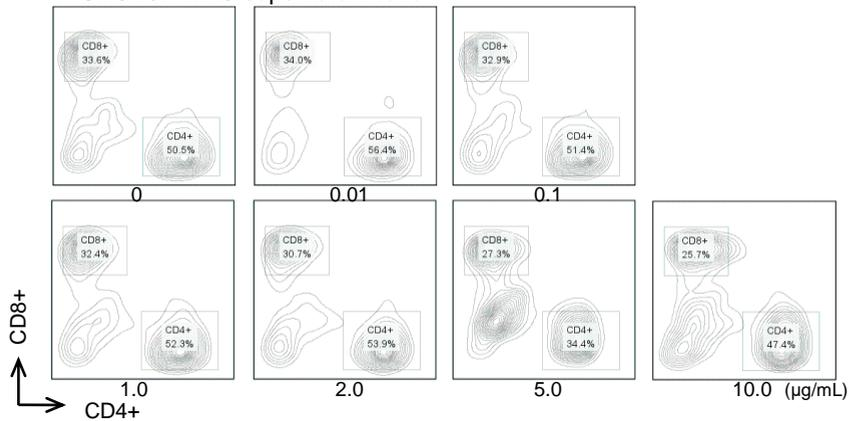 CD8+
33.6%
CD4+
50.5%
0
CD8+
34.0%
CD4+
56.4%
0.01
CD8+
32.9%
CD4+
51.4%
0.1
CD8+
32.4%
CD4+
52.3%
1.0
CD8+
30.7%
CD4+
53.9%
2.0
CD8+
27.3%
CD4+
34.4%
5.0
CD8+
25.7%
CD4+
47.4%
10.0 (μg/mL)
CD8+
CD4+